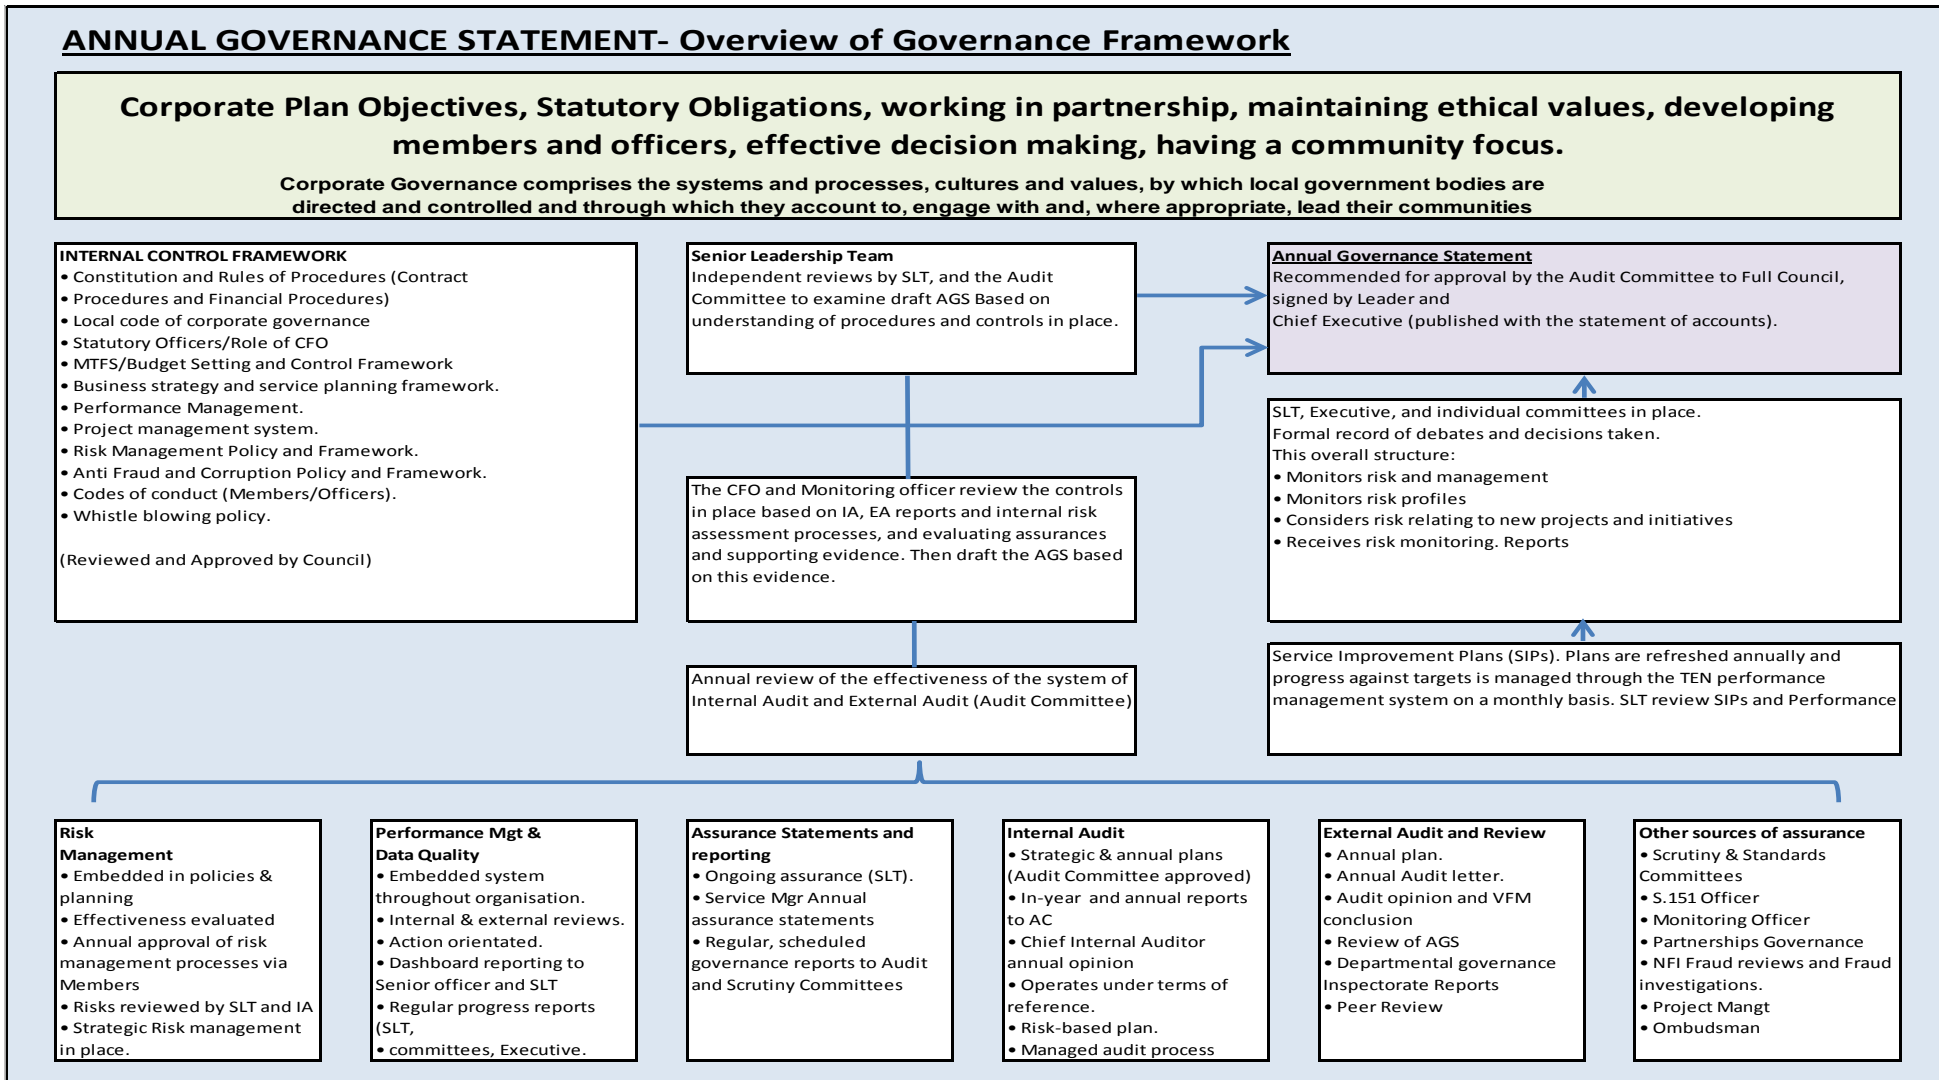 ANNUAL GOVERNANCE STATEMENT- Overview of Governance Framework
Corporate Plan Objectives, Statutory Obligations, working in partnership, maintaining ethical values, developing
members and officers, effective decision making, having a community focus.
Corporate Governance comprises the systems and processes, cultures and values, by which local government bodies are
directed and controlled and through which they account to, engage with and, where appropriate, lead their communities
INTERNAL CONTROL FRAMEWORK
• Constitution and Rules of Procedures (Contract
• Procedures and Financial Procedures)
• Local code of corporate governance
• Statutory Officers/Role of CFO
• MTFS/Budget Setting and Control Framework
• Business strategy and service planning framework.
• Performance Management.
• Project management system.
• Risk Management Policy and Framework.
• Anti Fraud and Corruption Policy and Framework.
• Codes of conduct (Members/Officers).
• Whistle blowing policy.
(Reviewed and Approved by Council)
Senior Leadership Team
Independent reviews by SLT, and the Audit
Committee to examine draft AGS Based on
understanding of procedures and controls in place.
Annual Governance Statement
Recommended for approval by the Audit Committee to Full Council,
signed by Leader and
Chief Executive (published with the statement of accounts).
The CFO and Monitoring officer review the controls
in place based on IA, EA reports and internal risk
assessment processes, and evaluating assurances
and supporting evidence. Then draft the AGS based
on this evidence.
SLT, Executive, and individual committees in place.
Formal record of debates and decisions taken.
This overall structure:
• Monitors risk and management
• Monitors risk profiles
• Considers risk relating to new projects and initiatives
• Receives risk monitoring. Reports
Annual review of the effectiveness of the system of
Internal Audit and External Audit (Audit Committee)
Service Improvement Plans (SIPs). Plans are refreshed annually and
progress against targets is managed through the TEN performance
management system on a monthly basis. SLT review SIPs and Performance
Risk
Management
• Embedded in policies &
planning
• Effectiveness evaluated
• Annual approval of risk
management processes via
Members
• Risks reviewed by SLT and IA
• Strategic Risk management
in place.
Performance Mgt &
Data Quality
• Embedded system
throughout organisation.
• Internal & external reviews.
• Action orientated.
• Dashboard reporting to
Senior officer and SLT
• Regular progress reports
(SLT,
• committees, Executive.
Assurance Statements and
reporting
• Ongoing assurance (SLT).
• Service Mgr Annual
assurance statements
• Regular, scheduled
governance reports to Audit
and Scrutiny Committees
Internal Audit
• Strategic & annual plans
(Audit Committee approved)
• In-year and annual reports
to AC
• Chief Internal Auditor
annual opinion
• Operates under terms of
reference.
• Risk-based plan.
• Managed audit process
External Audit and Review
• Annual plan.
• Annual Audit letter.
• Audit opinion and VFM
conclusion
• Review of AGS
• Departmental governance
Inspectorate Reports
• Peer Review
Other sources of assurance
• Scrutiny & Standards
Committees
• S.151 Officer
• Monitoring Officer
• Partnerships Governance
• NFI Fraud reviews and Fraud
investigations.
• Project Mangt
• Ombudsman